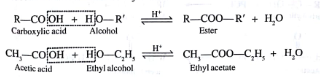 R—CO OH + H O—R′ ⇌ H⁺ R—COO—R′ + H₂O
Carboxylic acid Alcohol Ester
CH₃—CO OH + H O—C₂H₅ ⇌ H⁺ CH₃—COO—C₂H₅ + H₂O
Acetic acid Ethyl alcohol Ethyl acetate